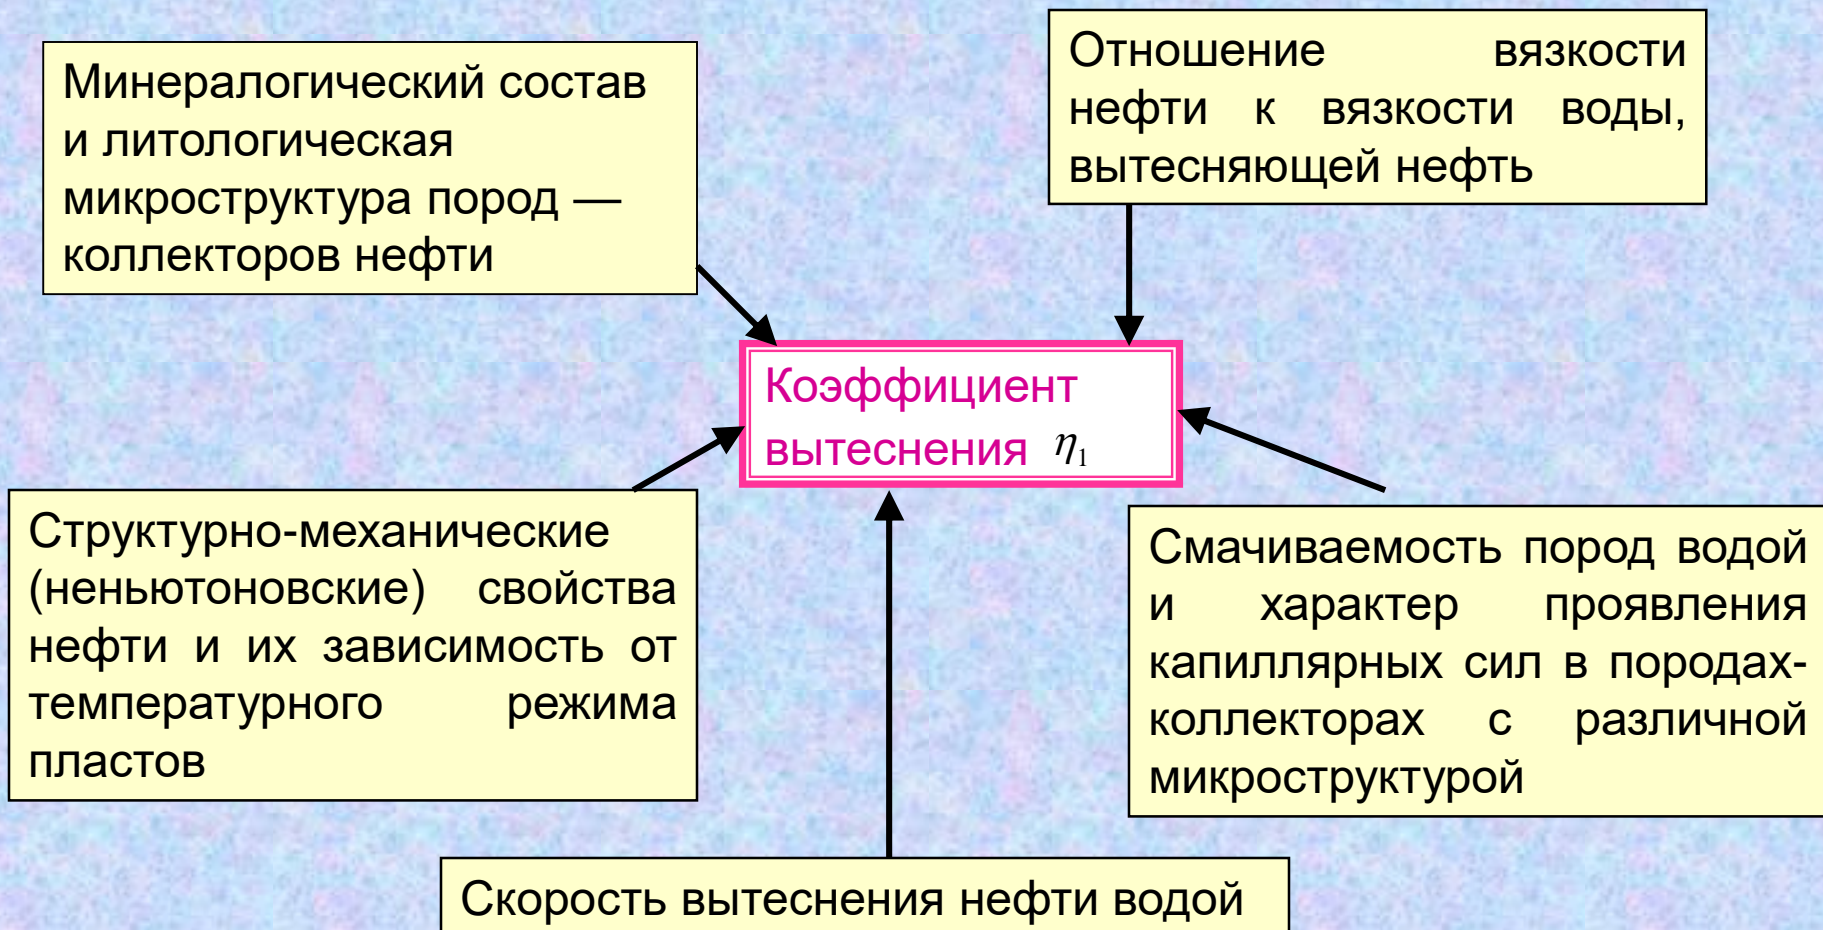 Минералогический состав
и литологическая
микроструктура пород —
коллекторов нефти
Отношение вязкости
нефти к вязкости воды,
вытесняющей нефть
Коэффициент
вытеснения η₁
Структурно-механические
(неньютоновские) свойства
нефти и их зависимость от
температурного режима
пластов
Смачиваемость пород водой
и характер проявления
капиллярных сил в породах-
коллекторах с различной
микроструктурой
Скорость вытеснения нефти водой